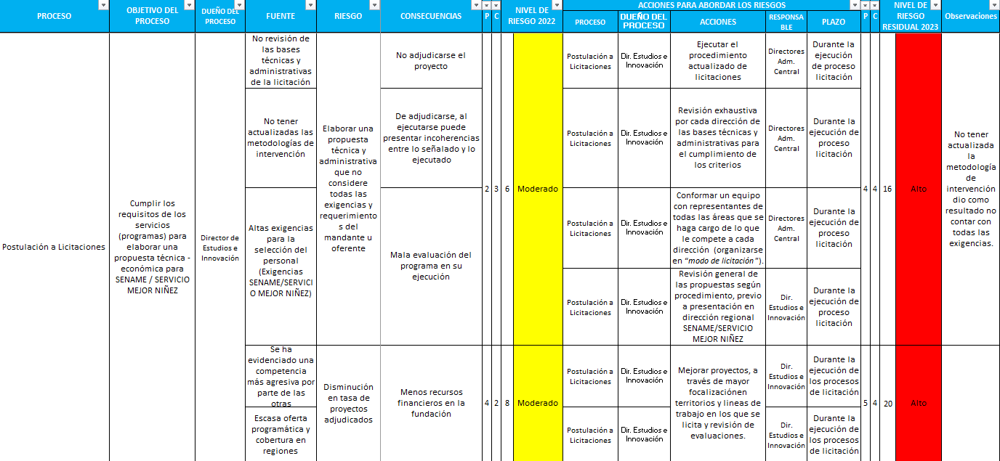 PROCESO
OBJETIVO DEL
PROCESO
DUEÑO DEL
PROCESO
FUENTE
RIESGO
CONSECUENCIAS
P
C
NIVEL DE
RIESGO 2022
ACCIONES PARA ABORDAR LOS RIESGOS
PROCESO
DUEÑO DEL
PROCESO
ACCIONES
RESPONSA
BLE
PLAZO
P
C
NIVEL DE
RIESGO
RESIDUAL 2023
Observaciones
Postulación a Licitaciones
Cumplir los
requisitos de los
servicios
(programas) para
elaborar una
propuesta técnica -
económica para
SENAME / SERVICIO
MEJOR NIÑEZ
Director de
Estudios e
Innovación
No revisión de
las bases
técnicas y
administrativas
de la licitación
No tener
actualizadas las
metodologías de
intervención
Altas exigencias
para la
selección del
personal
(Exigencias
SENAME/SERVICI
O MEJOR NIÑEZ)
Elaborar una
propuesta
técnica y
administrativa
que no
considere
todas las
exigencias y
requerimiento
s del
mandante u
oferente
No adjudicarse el
proyecto
De adjudicarse, al
ejecutarse puede
presentar incoherencias
entre lo señalado y lo
ejecutado
Mala evaluación del
programa en su
ejecución
2
3
6
Moderado
Postulación a
Licitaciones
Dir. Estudios e
Innovación
Ejecutar el
procedimiento
actualizado de
licitaciones
Directores
Adm.
Central
Durante la
ejecución
de proceso
licitación
Postulación a
Licitaciones
Dir. Estudios e
Innovación
Revisión exhaustiva
por cada dirección de
las bases técnicas y
administrativas para
el cumplimiento de
los criterios
Directores
Adm.
Central
Durante la
ejecución de
proceso
licitación
Postulación a
Licitaciones
Dir. Estudios e
Innovación
Conformar un equipo
con representantes de
todas las áreas que se
haga cargo de lo que
le compete a cada
dirección (organizarse
en “modo de licitación”).
Directores
Adm.
Central
Durante la
ejecución de
proceso
licitación
Postulación a
Licitaciones
Dir. Estudios e
Innovación
Revisión general de
las propuestas según
procedimiento, previo
a presentación en
dirección regional
SENAME/SERVICIO
MEJOR NIÑEZ
Dir.
Estudios e
Innovación
Durante la
ejecución de
proceso
licitación
4
4
16
Alto
No tener
actualizada
la
metodología
de
intervención
dio como
resultado no
contar con
todas las
exigencias.
Se ha
evidenciado una
competencia
más agresiva por
parte de las
otras
Escasa oferta
programática y
cobertura en
regiones
Disminución
en tasa de
proyectos
adjudicados
Menos recursos
financieros en la
fundación
4
2
8
Moderado
Postulación a
Licitaciones
Dir. Estudios e
Innovación
Mejorar proyectos, a
través de mayor
focalizaciónen
territorios y lineas de
trabajo en los que se
licita y revisión de
evaluaciones.
Dir.
Estudios e
Innovación
Durante la
ejecución de
los procesos
de licitación
Postulación a
Licitaciones
Dir. Estudios e
Innovación
Dir.
Estudios e
Innovación
Durante la
ejecución de
los procesos
de licitación
5
4
20
Alto